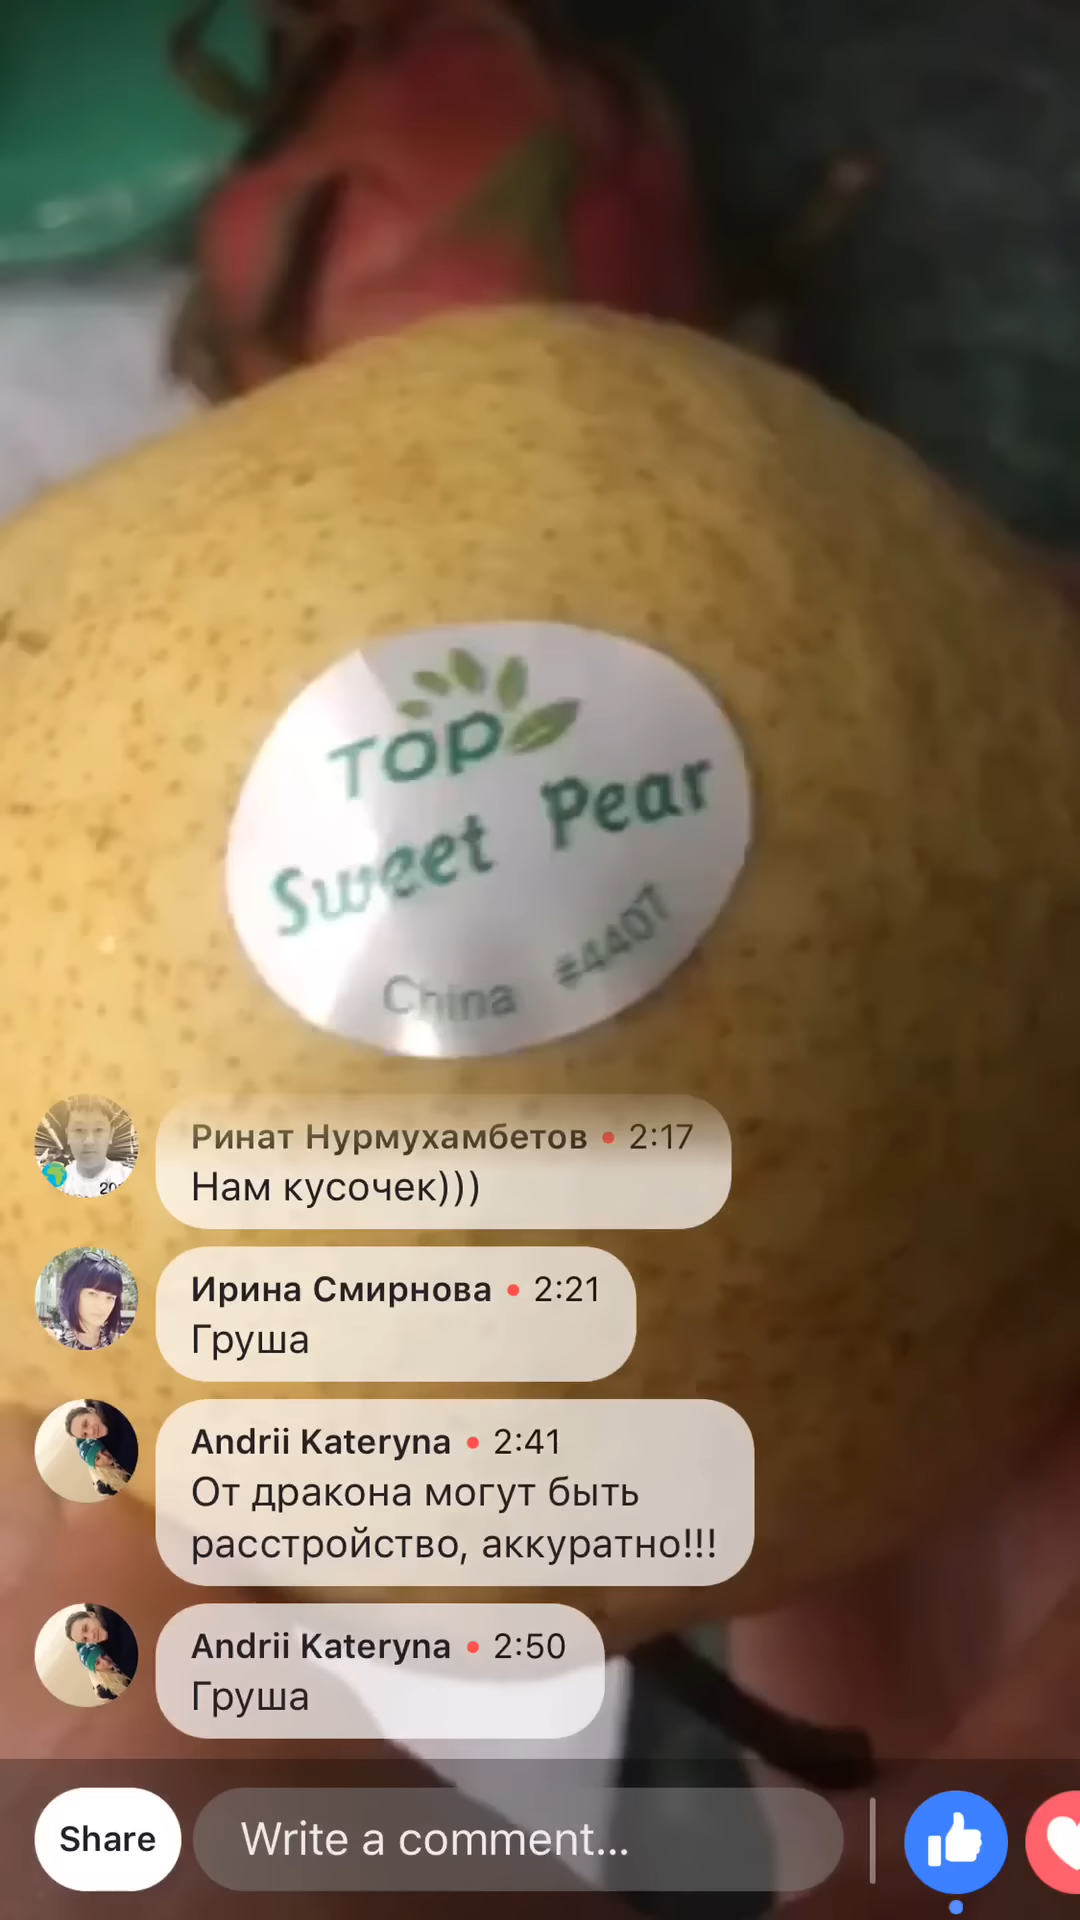 TOP
Sweet Pear
China #4407
Ринат Нурмухамбетов • 2:17
Нам кусочек)))
Ирина Смирнова • 2:21
Груша
Andrii Kateryna • 2:41
От дракона могут быть
расстройство, аккуратно!!!
Andrii Kateryna • 2:50
Груша
Share
Write a comment...